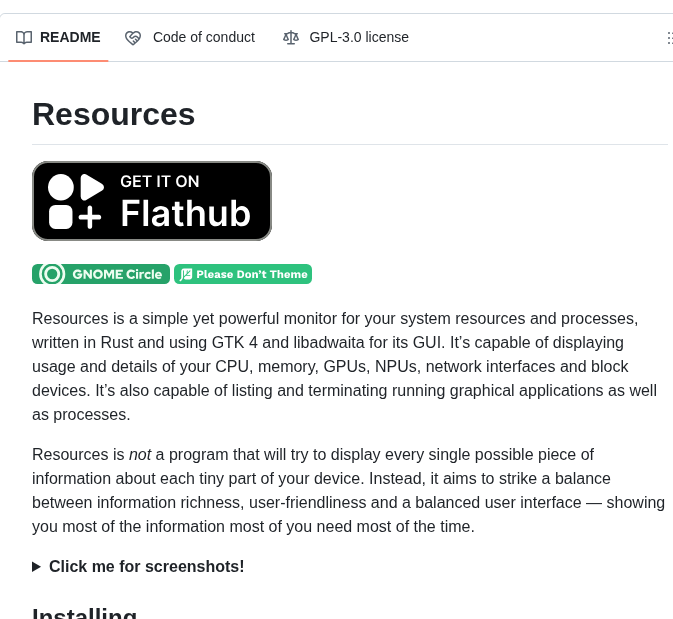 README
Code of conduct
GPL-3.0 license
Resources
GET IT ON
Flathub
GNOME Circle
Please Don't Theme
Resources is a simple yet powerful monitor for your system resources and processes,
written in Rust and using GTK 4 and libadwaita for its GUI. It’s capable of displaying
usage and details of your CPU, memory, GPUs, NPUs, network interfaces and block
devices. It’s also capable of listing and terminating running graphical applications as well
as processes.
Resources is not a program that will try to display every single possible piece of
information about each tiny part of your device. Instead, it aims to strike a balance
between information richness, user-friendliness and a balanced user interface — showing
you most of the information most of you need most of the time.
Click me for screenshots!
Installing